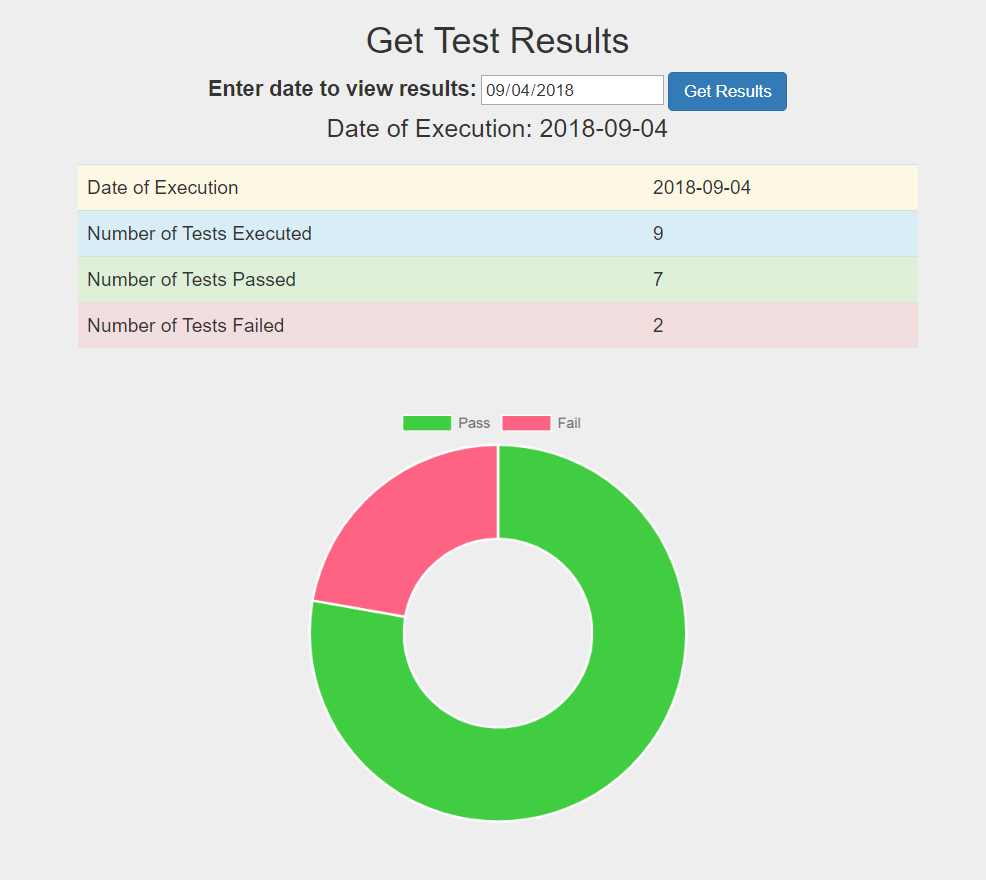 Get Test Results
Enter date to view results: 09/04/2018 Get Results
Date of Execution: 2018-09-04
Date of Execution 2018-09-04
Number of Tests Executed 9
Number of Tests Passed 7
Number of Tests Failed 2
Pass Fail